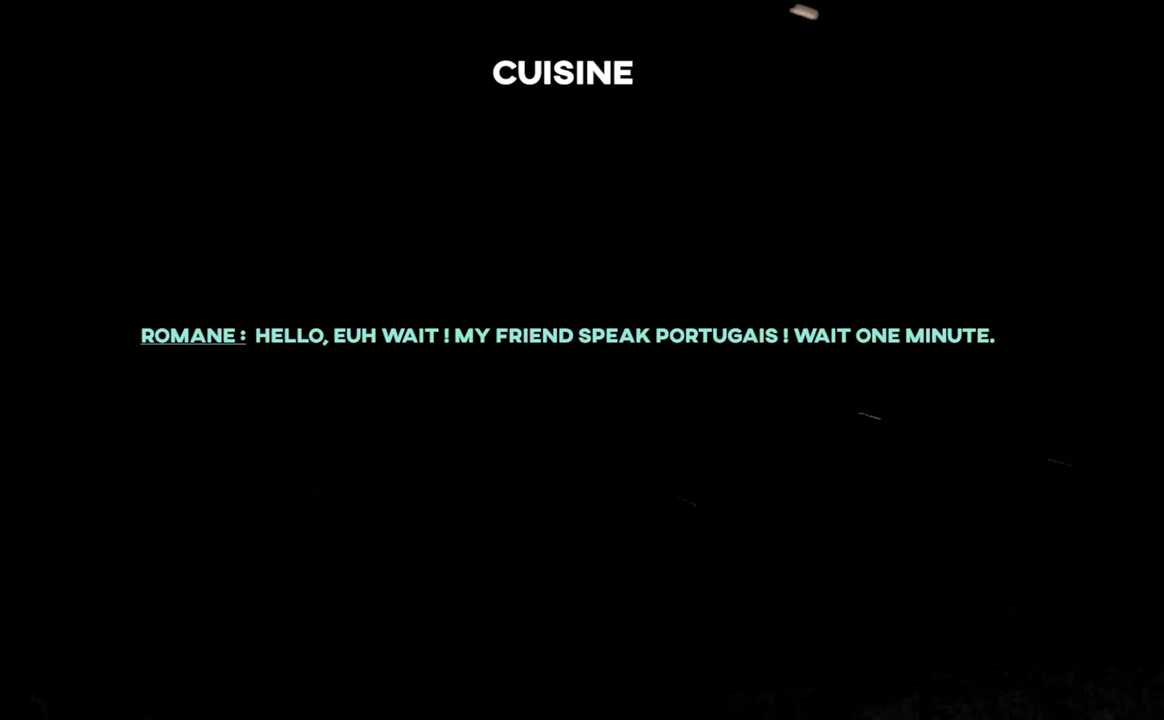 CUISINE
ROMANE : HELLO, EUH WAIT ! MY FRIEND SPEAK PORTUGAIS ! WAIT ONE MINUTE.